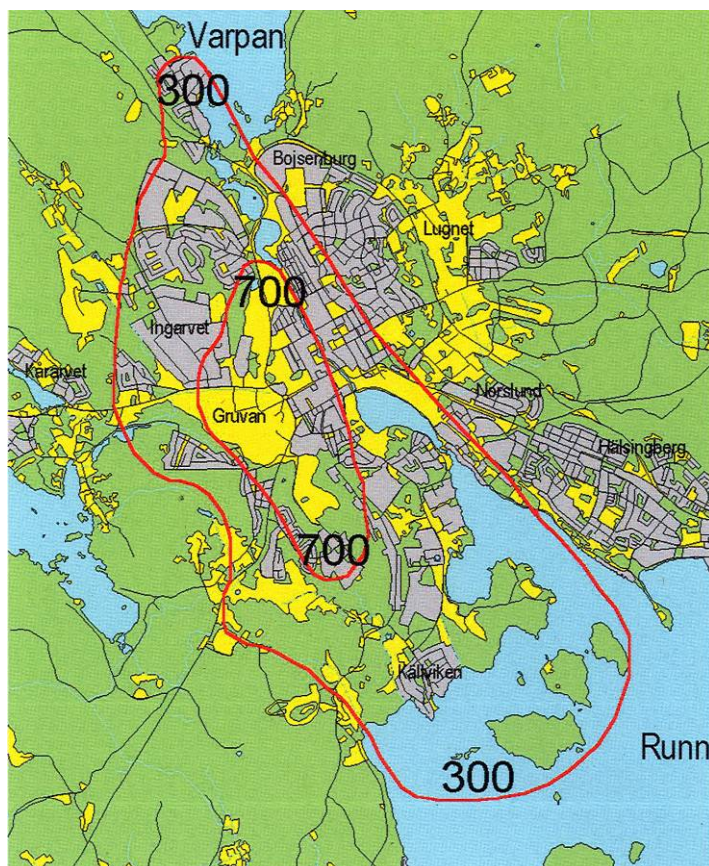 Varpan
300
Bojsenburg
Lugnet
700
Ingarvet
Kårarvet
Gruvan
Norslund
Hälsingberg
700
Källviken
Runn
300